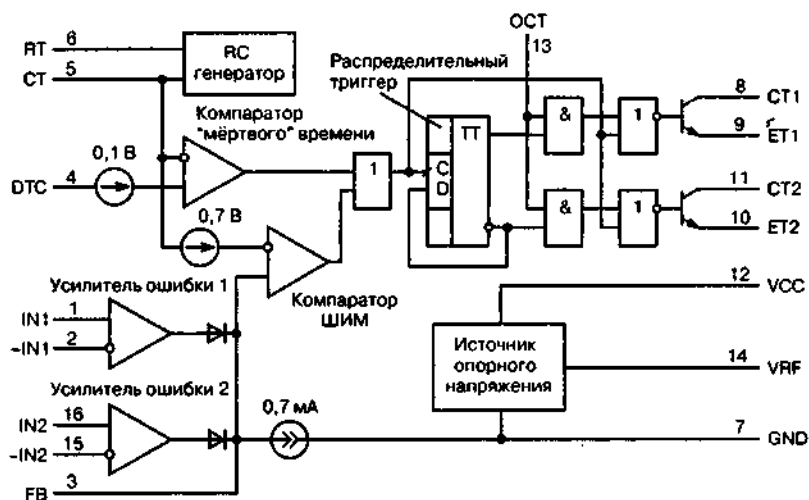 OCT
13
RT
6
RC
генератор
CT
5
Распределительный
триггер
Компаратор
"мёртвого" времени
0,1 В
DTC
4
1
C
D
TT
&
1
8
CT1
9
ET1
0,7 В
&
1
11
CT2
10
ET2
Компаратор
ШИМ
Усилитель ошибки 1
IN1
1
-IN1
2
12
VCC
Источник
опорного
напряжения
14
VRF
Усилитель ошибки 2
IN2
16
-IN2
15
0,7 мА
7
GND
FB
3